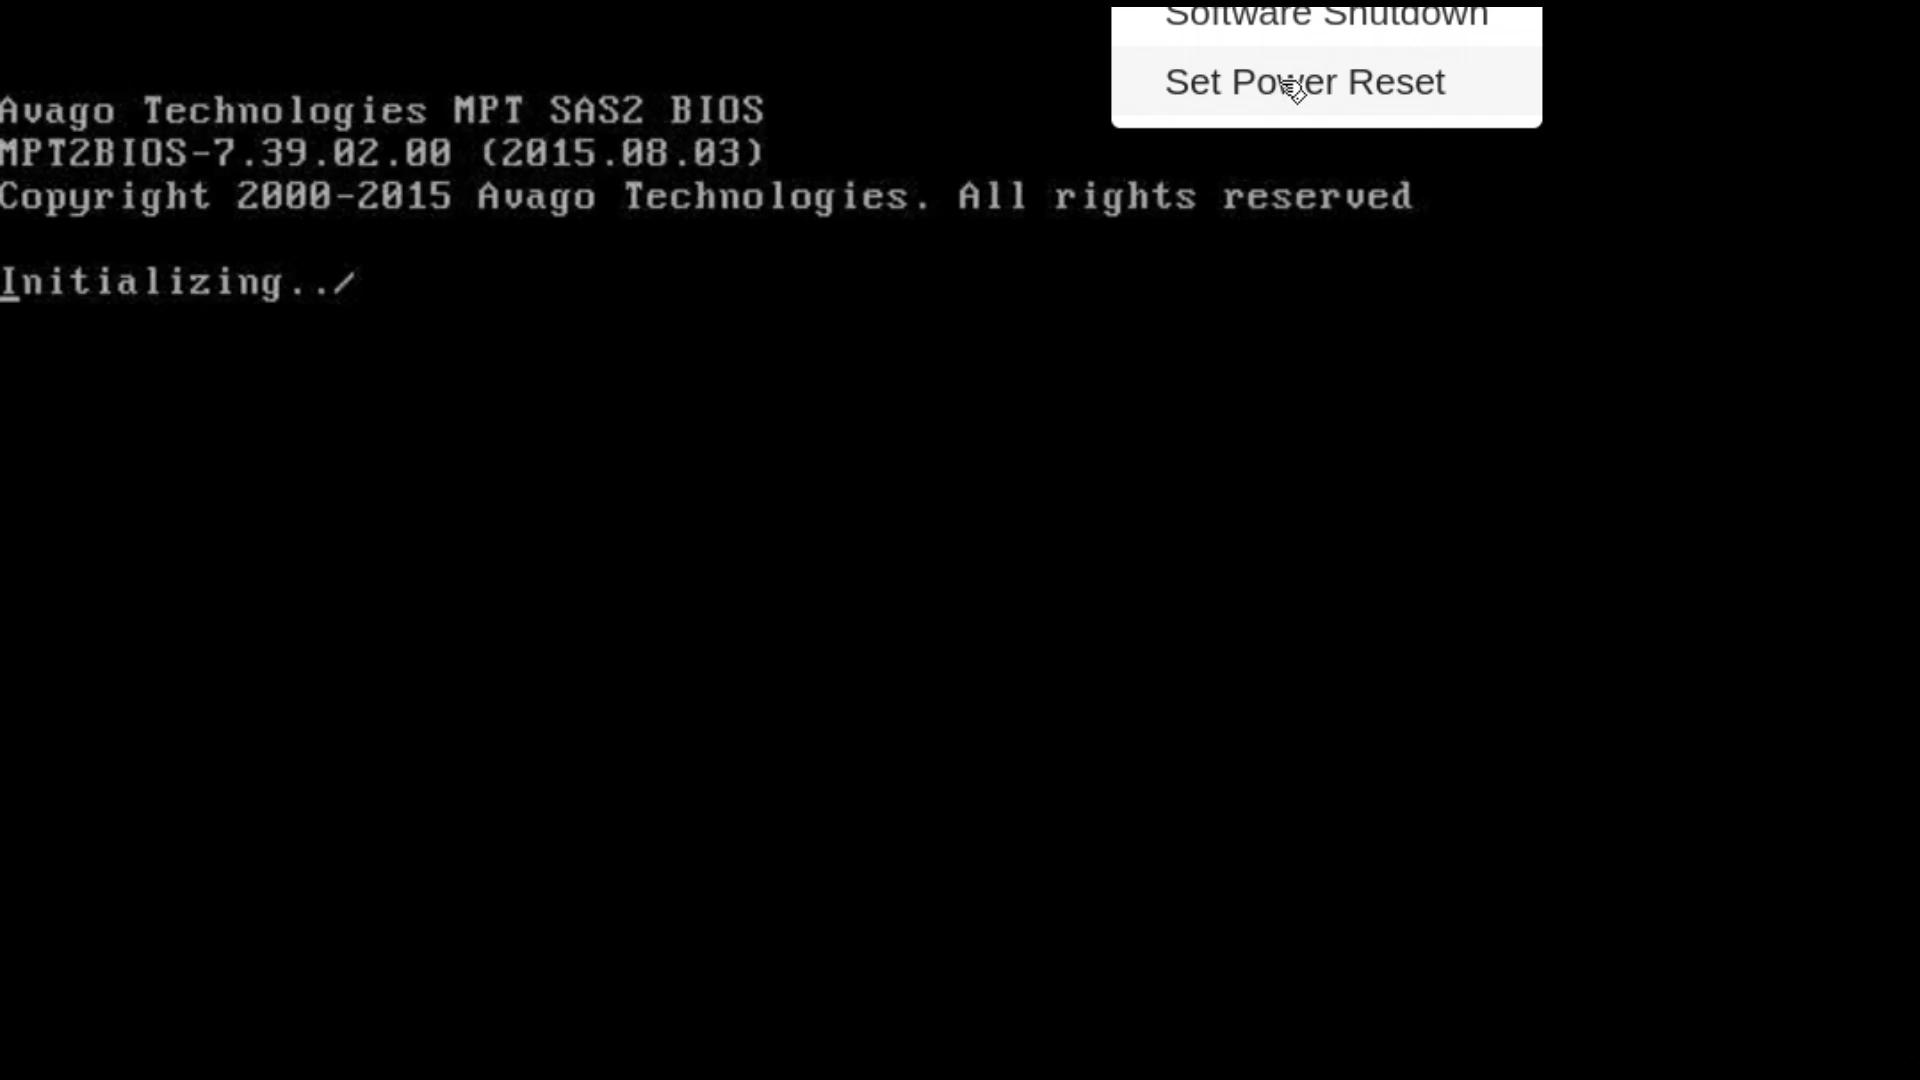 Software Shutdown
Set Power Reset
Avago Technologies MPT SAS2 BIOS
MPT2BIOS-7.39.02.00 (2015.08.03)
Copyright 2000-2015 Avago Technologies. All rights reserved
Initializing../